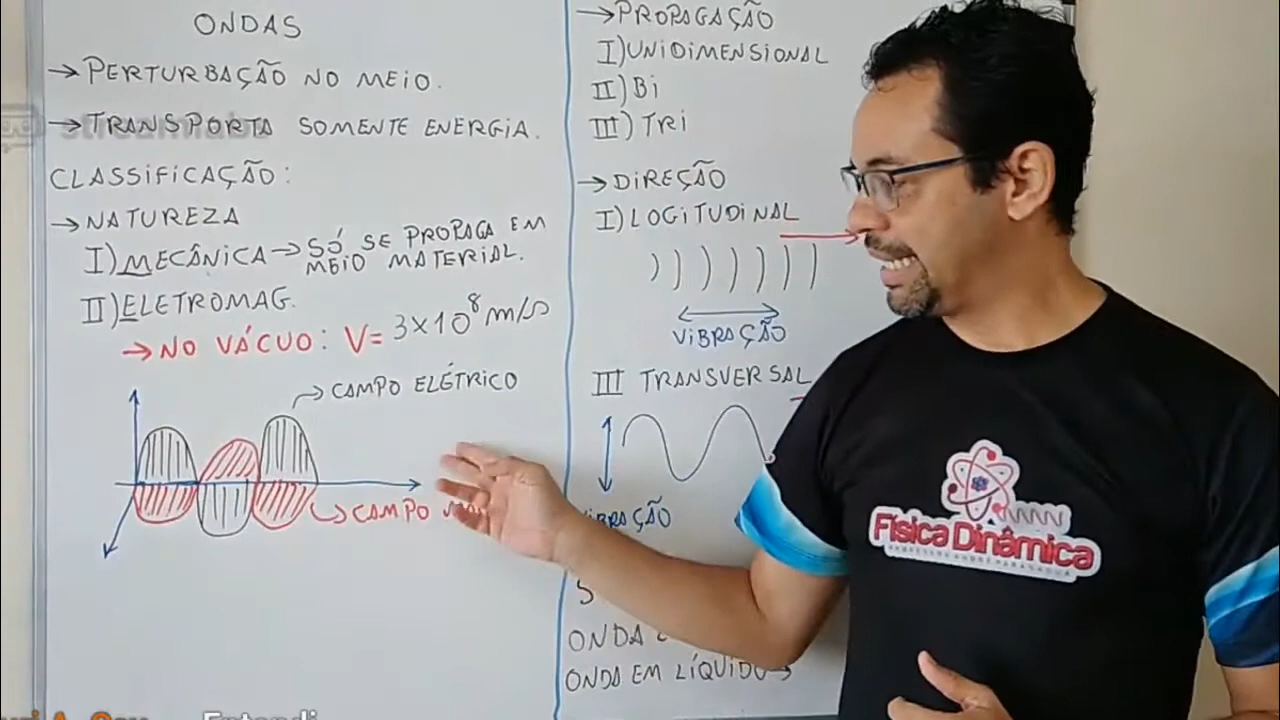 ONDAS
→ PERTURBAÇÃO NO MEIO.
→ TRANSPORTA SOMENTE ENERGIA.
CLASSIFICAÇÃO:
→ NATUREZA
I) MECÂNICA → SÓ SE PROPAGA EM
MEIO MATERIAL.
II) ELETROMAG.
→ NO VÁCUO: V= 3×10⁸ m/s
→ CAMPO ELÉTRICO
→ CAMPO
→ PROPAGAÇÃO
I) UNIDIMENSIONAL
II) Bi
III) TRi
→ DIREÇÃO
I) LOGITUDINAL
VIBRAÇÃO
III TRANSVERSAL
VIBRAÇÃO
ONDA
ONDA EM LÍQUIDO →
Física Dinâmica
Entendi